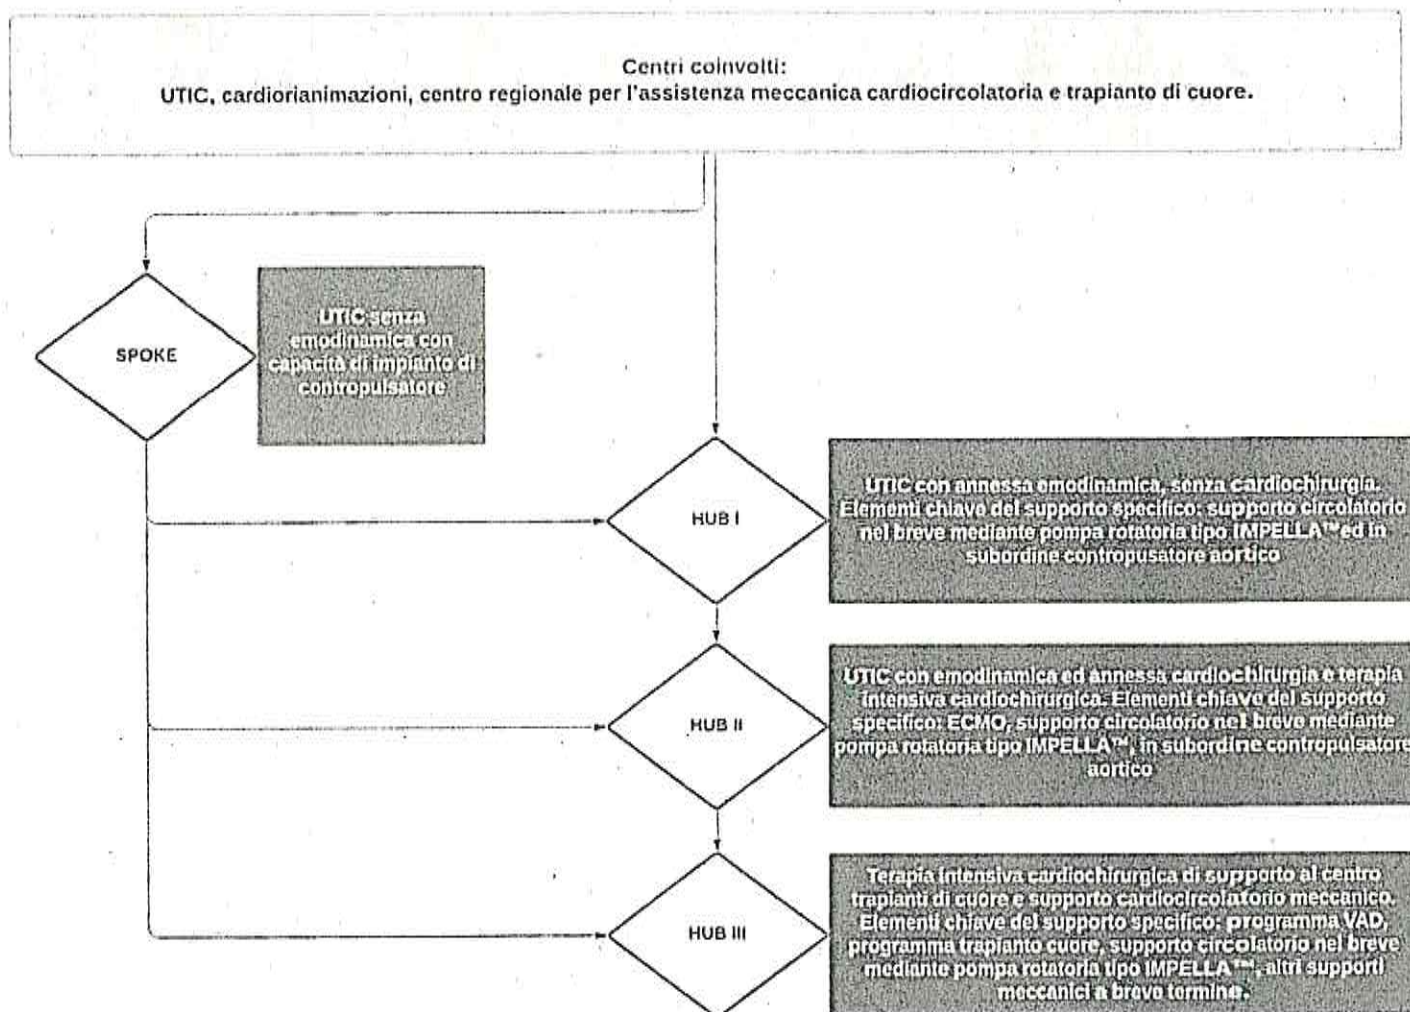 Centri coinvolti:
UTIC, cardiorianimazioni, centro regionale per l'assistenza meccanica cardiocircolatoria e trapianto di cuore.
SPOKE
UTIC senza
emodinamica con
capacità di impianto di
contropulsatore
HUB I
UTIC con annessa emodinamica, senza cardiochirurgia.
Elementi chiave del supporto specifico: supporto circolatorio
nel breve mediante pompa rotatoria tipo IMPELLA™ ed in
subordine contropusatore aortico
HUB II
UTIC con emodinamica ed annessa cardiochirurgia e terapia
intensiva cardiochirurgica. Elementi chiave del supporto
specifico: ECMO, supporto circolatorio nel breve mediante
pompa rotatoria tipo IMPELLA™, in subordine contropulsatore
aortico
HUB III
Terapia intensiva cardiochirurgica di supporto al centro
trapianti di cuore e supporto cardiocircolatorio meccanico.
Elementi chiave del supporto specifico: programma VAD,
programma trapianto cuore, supporto circolatorio nel breve
mediante pompa rotatoria tipo IMPELLA™, altri supporti
meccanici a breve termine.